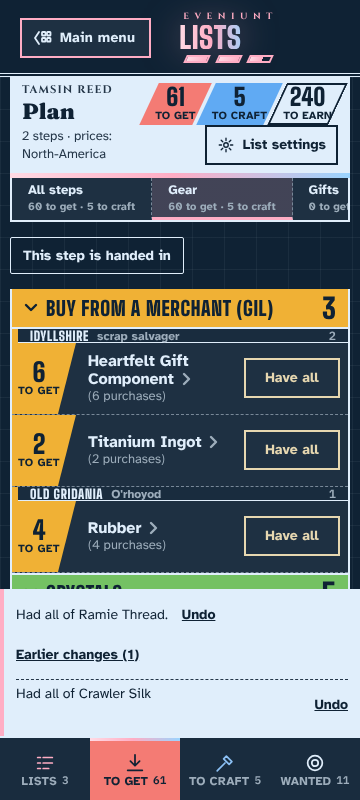 Main menu
EVENIUNT
LISTS
TAMSIN REED
Plan
2 steps · prices:
North-America
61
TO GET
5
TO CRAFT
240
TO EARN
List settings
All steps
60 to get · 5 to craft
Gear
60 to get · 5 to craft
Gifts
0 to get
This step is handed in
BUY FROM A MERCHANT (GIL) 3
IDYLLSHIRE scrap salvager 2
6
TO GET
Heartfelt Gift
Component
(6 purchases)
Have all
2
TO GET
Titanium Ingot
(2 purchases)
Have all
OLD GRIDANIA O'rhoyod 1
4
TO GET
Rubber
(4 purchases)
Have all
CRYSTALS 5
Had all of Ramie Thread. Undo
Earlier changes (1)
Had all of Crawler Silk
Undo
LISTS 3
TO GET 61
TO CRAFT 5
WANTED 11